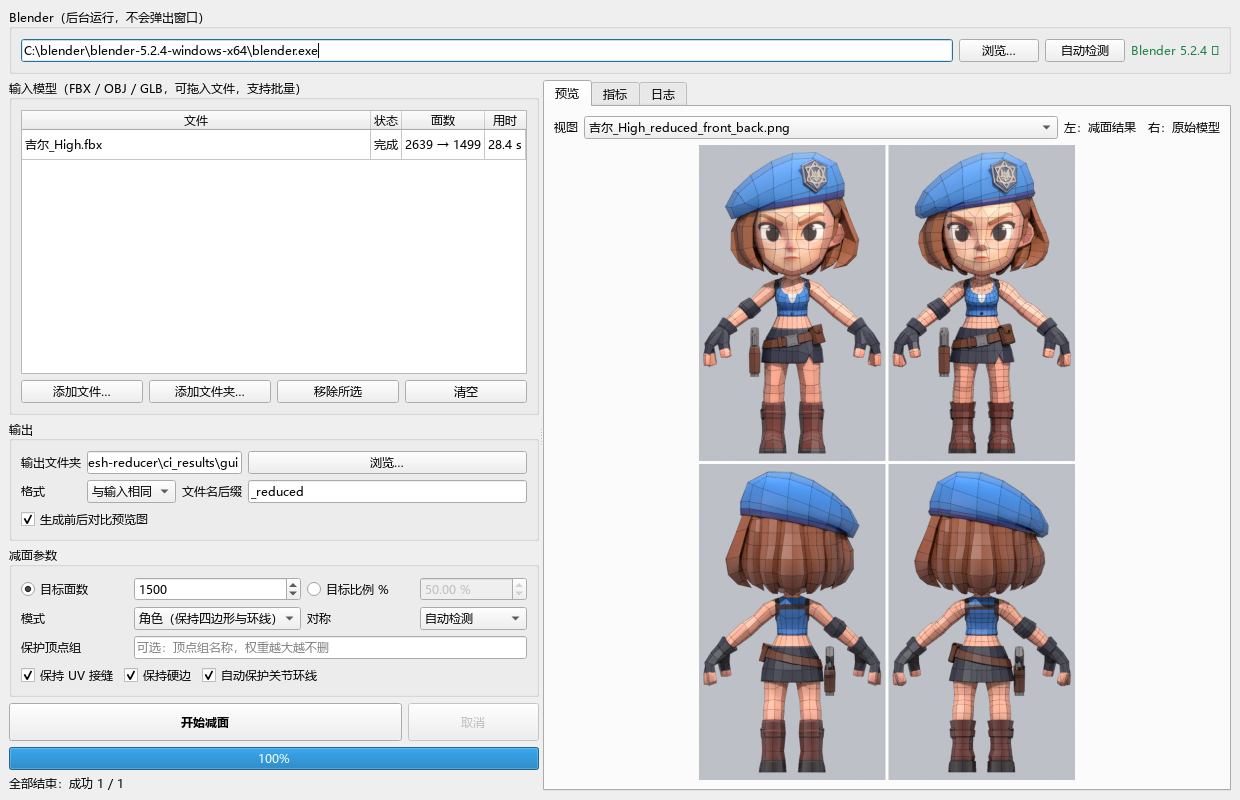 Blender（后台运行，不会弹出窗口）
C:\blender\blender-5.2.4-windows-x64\blender.exe
浏览...
自动检测
Blender 5.2.4
输入模型（FBX / OBJ / GLB，可拖入文件，支持批量）
文件 状态 面数 用时
吉尔_High.fbx 完成 2639 → 1499 28.4 s
添加文件... 添加文件夹... 移除所选 清空
输出
输出文件夹 esh-reducer\ci_results\gui 浏览...
格式 与输入相同 文件名后缀 _reduced
生成前后对比预览图
减面参数
目标面数 1500 目标比例 % 50.00 %
模式 角色（保持四边形与环线） 对称 自动检测
保护顶点组 可选：顶点组名称，权重越大越不删
保持 UV 接缝 保持硬边 自动保护关节环线
开始减面 取消
100%
全部结束：成功 1 / 1
预览 指标 日志
视图 吉尔_High_reduced_front_back.png 左：减面结果 右：原始模型